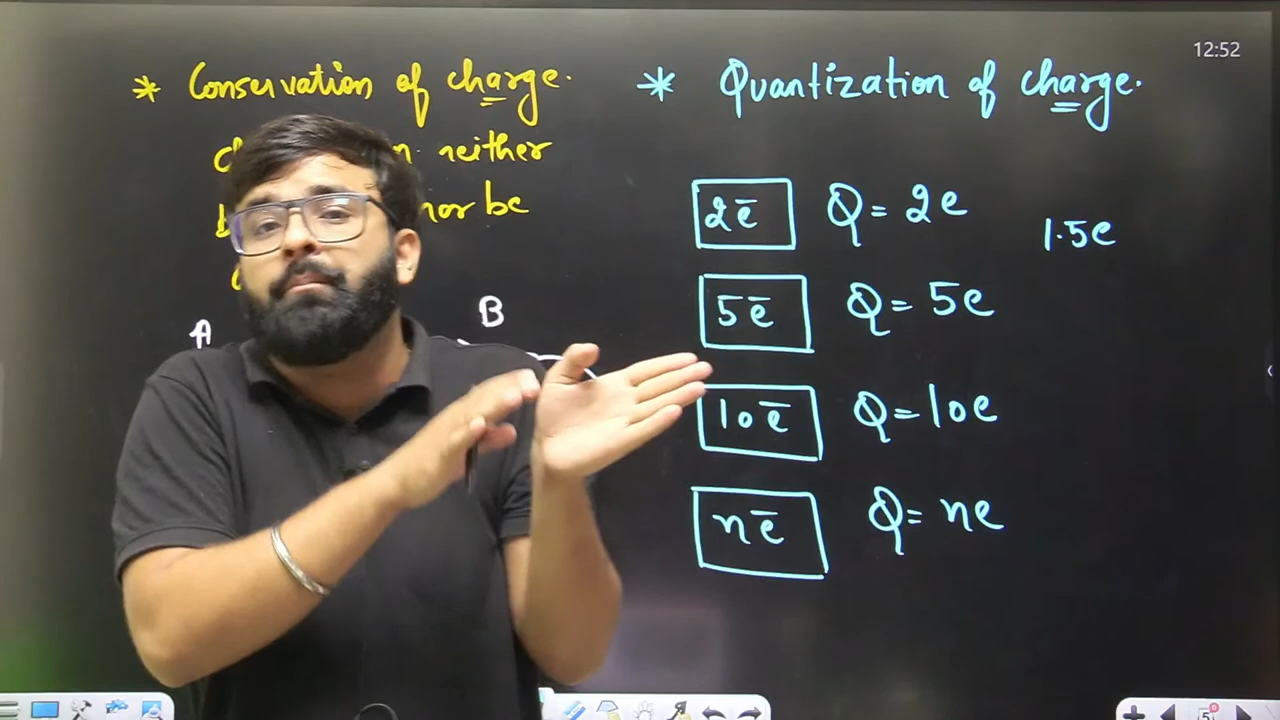 * Conservation of charge.
neither
nor be
A
B
* Quantization of charge.
2ē Q = 2e
1.5e
5ē Q = 5e
10ē Q = 10e
nē Q = ne
12:52
5